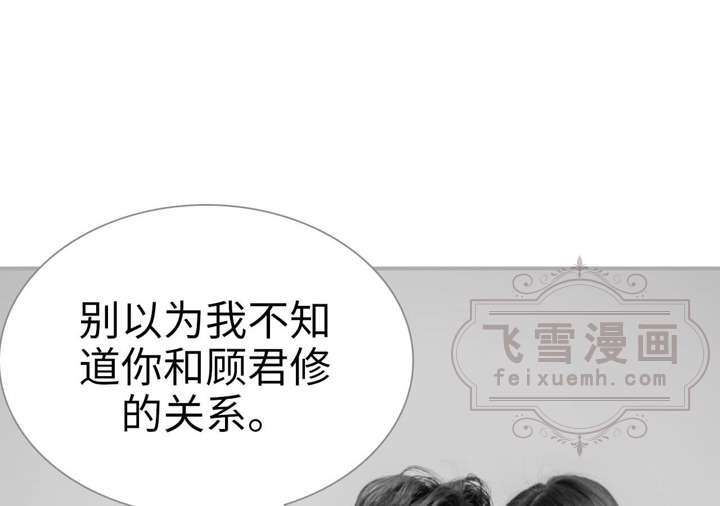 别以为我不知
道你和顾君修
的关系。
飞雪漫画
feixuemh.com